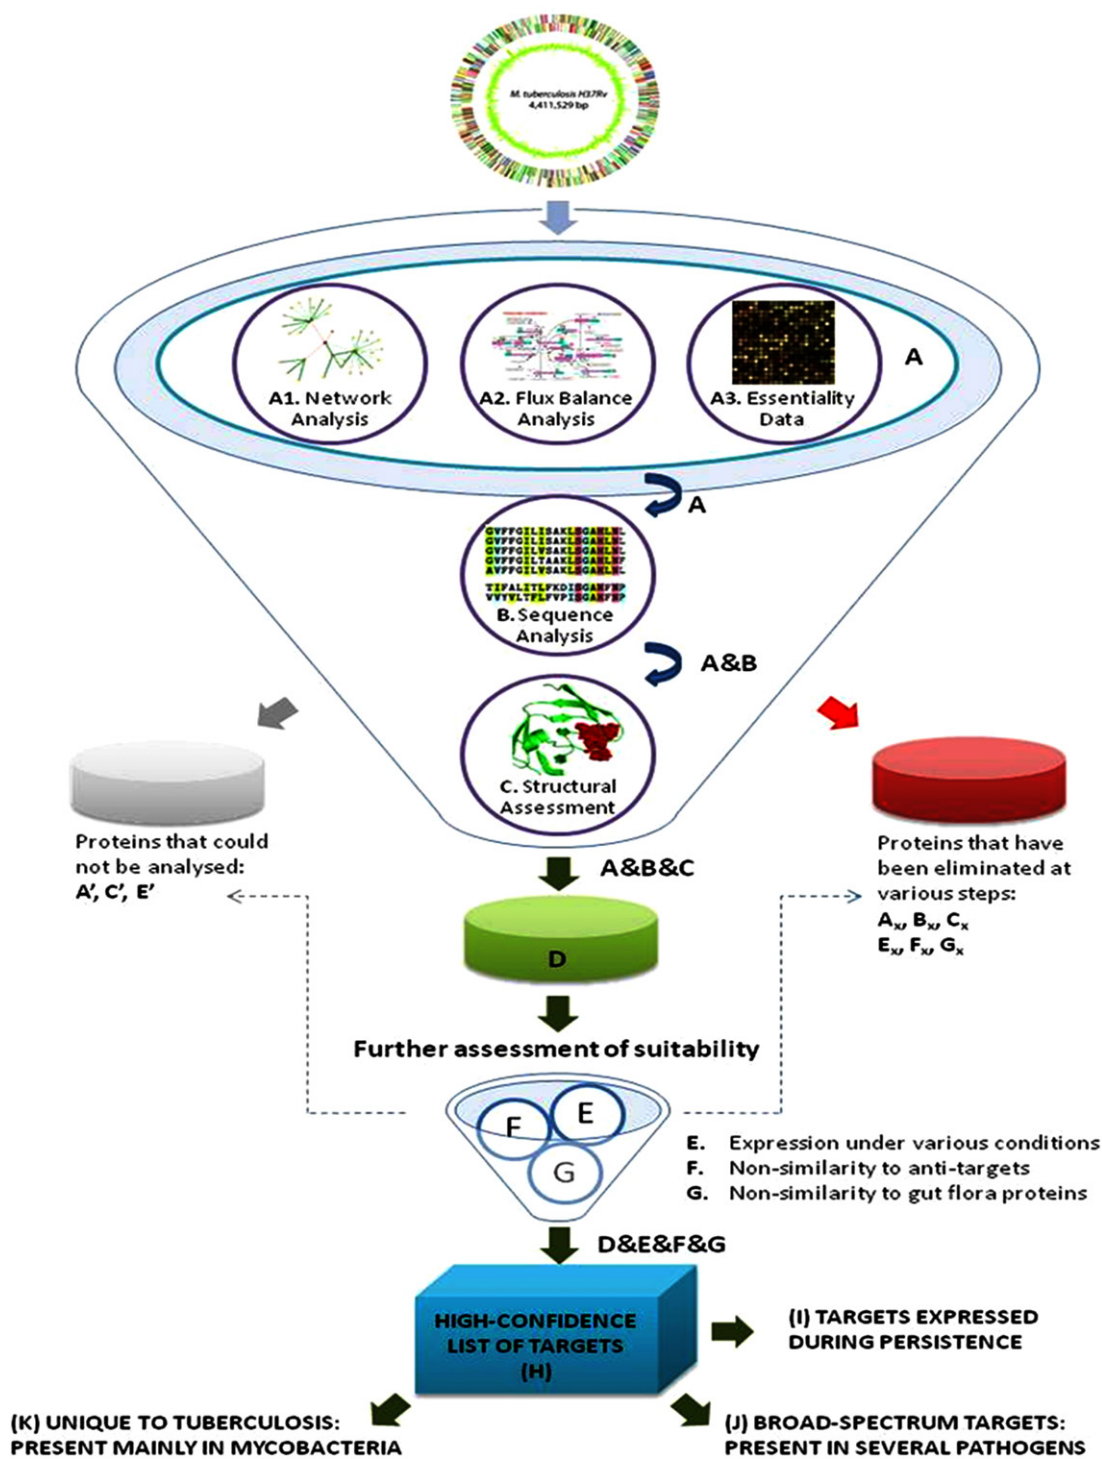 M. tuberculosis H37Rv
4,411,529 bp
A1. Network
Analysis
A2. Flux Balance
Analysis
A3. Essentiality
Data
A
A
B. Sequence
Analysis
A&B
C. Structural
Assessment
Proteins that could
not be analysed:
A’, C’, E’
Proteins that have
been eliminated at
various steps:
Ax, Bx, Cx
Ex, Fx, Gx
A&B&C
D
Further assessment of suitability
F
E
G
E. Expression under various conditions
F. Non-similarity to anti-targets
G. Non-similarity to gut flora proteins
D&E&F&G
HIGH-CONFIDENCE
LIST OF TARGETS
(H)
(I) TARGETS EXPRESSED
DURING PERSISTENCE
(K) UNIQUE TO TUBERCULOSIS:
PRESENT MAINLY IN MYCOBACTERIA
(J) BROAD-SPECTRUM TARGETS:
PRESENT IN SEVERAL PATHOGENS